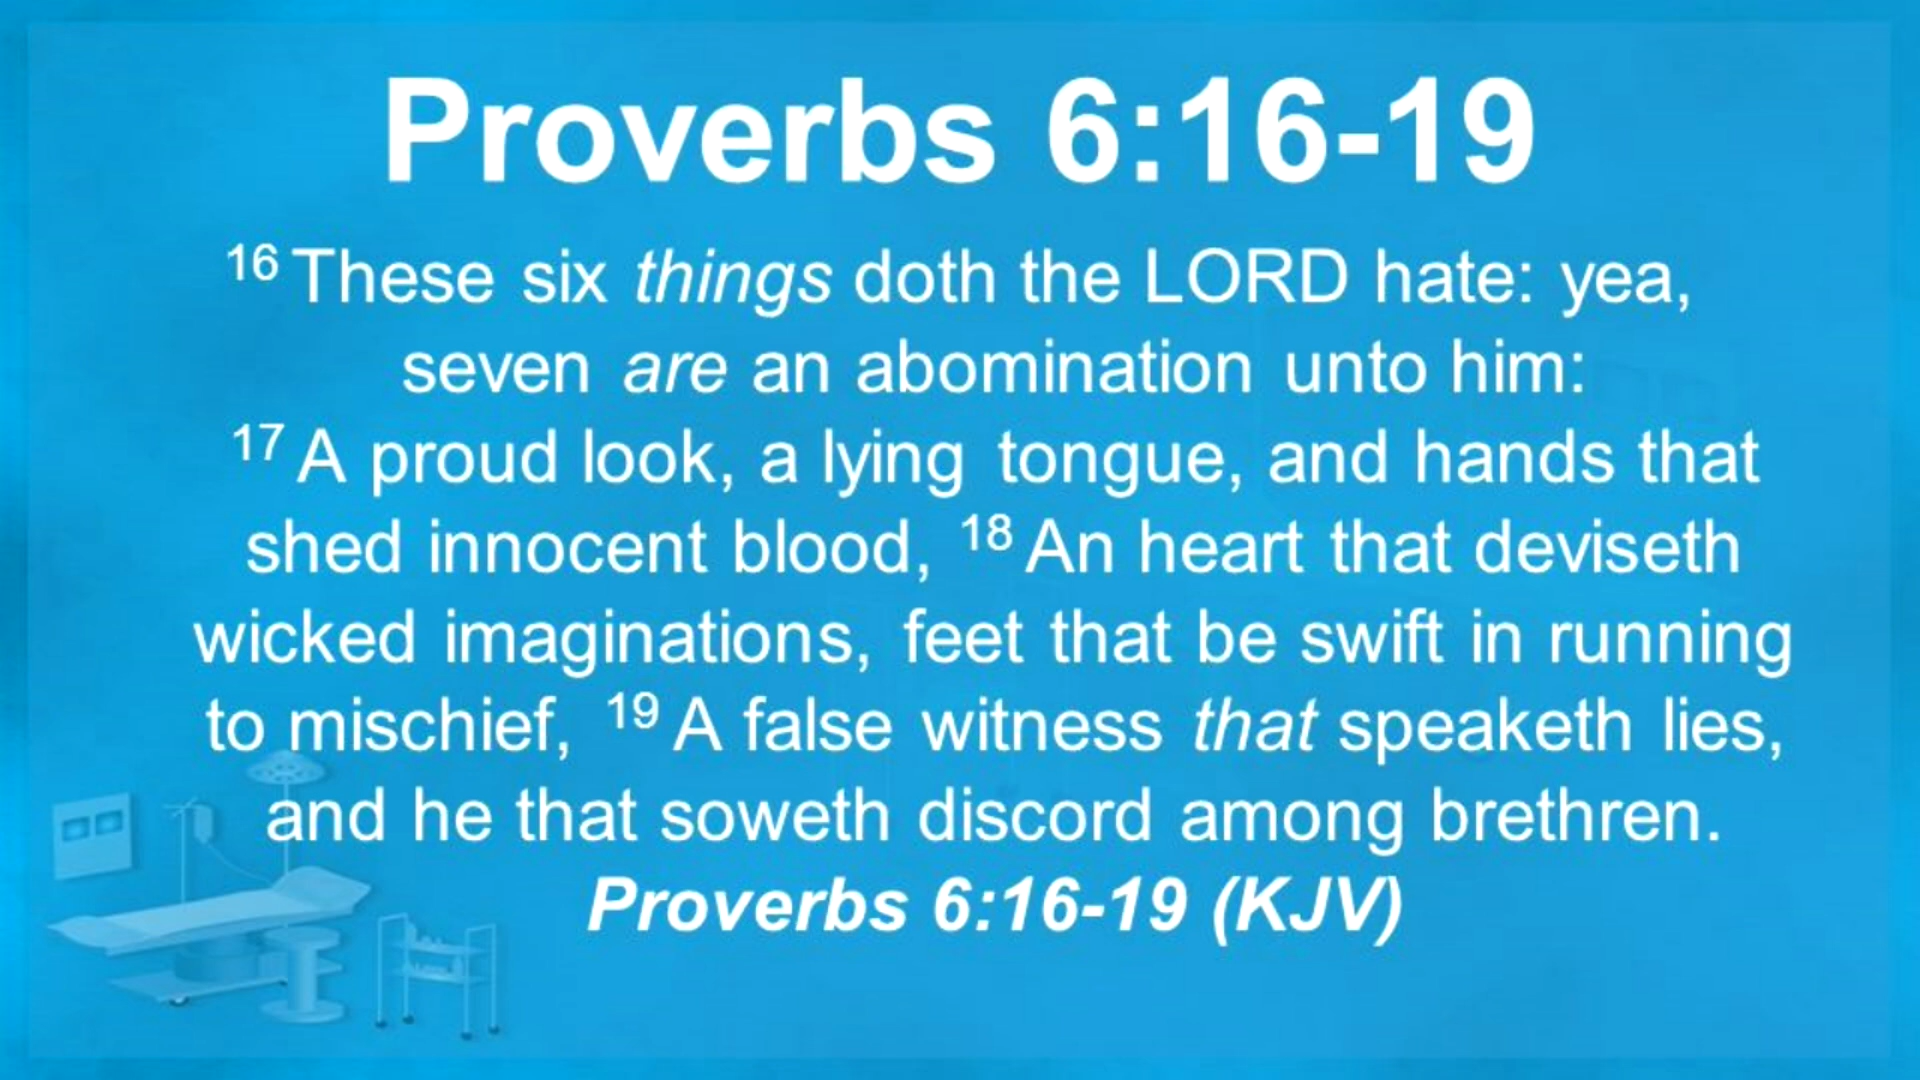 Proverbs 6:16-19
16 These six things doth the LORD hate: yea,
seven are an abomination unto him:
17 A proud look, a lying tongue, and hands that
shed innocent blood, 18 An heart that deviseth
wicked imaginations, feet that be swift in running
to mischief, 19 A false witness that speaketh lies,
and he that soweth discord among brethren.
Proverbs 6:16-19 (KJV)